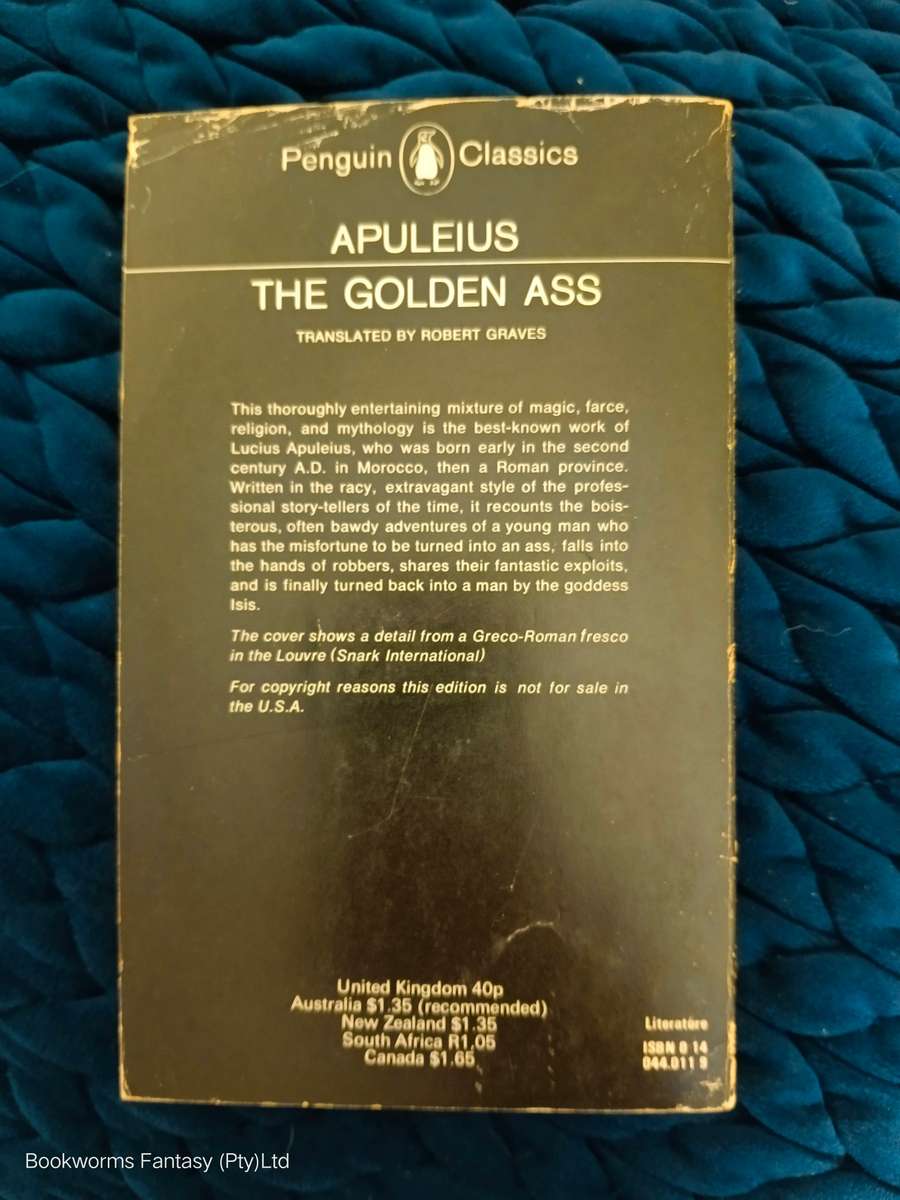 Penguin Classics
APULEIUS
THE GOLDEN ASS
TRANSLATED BY ROBERT GRAVES
This thoroughly entertaining mixture of magic, farce,
religion, and mythology is the best-known work of
Lucius Apuleius, who was born early in the second
century A.D. in Morocco, then a Roman province.
Written in the racy, extravagant style of the profes-
sional story-tellers of the time, it recounts the bois-
terous, often bawdy adventures of a young man who
has the misfortune to be turned into an ass, falls into
the hands of robbers, shares their fantastic exploits,
and is finally turned back into a man by the goddess
Isis.
The cover shows a detail from a Greco-Roman fresco
in the Louvre (Snark International)
For copyright reasons this edition is not for sale in
the U.S.A.
United Kingdom 40p
Australia $1.35 (recommended)
New Zealand $1.35
South Africa R1.05
Canada $1.65
Literature
ISBN 0 14
044.011 9
Bookworms Fantasy (Pty)Ltd